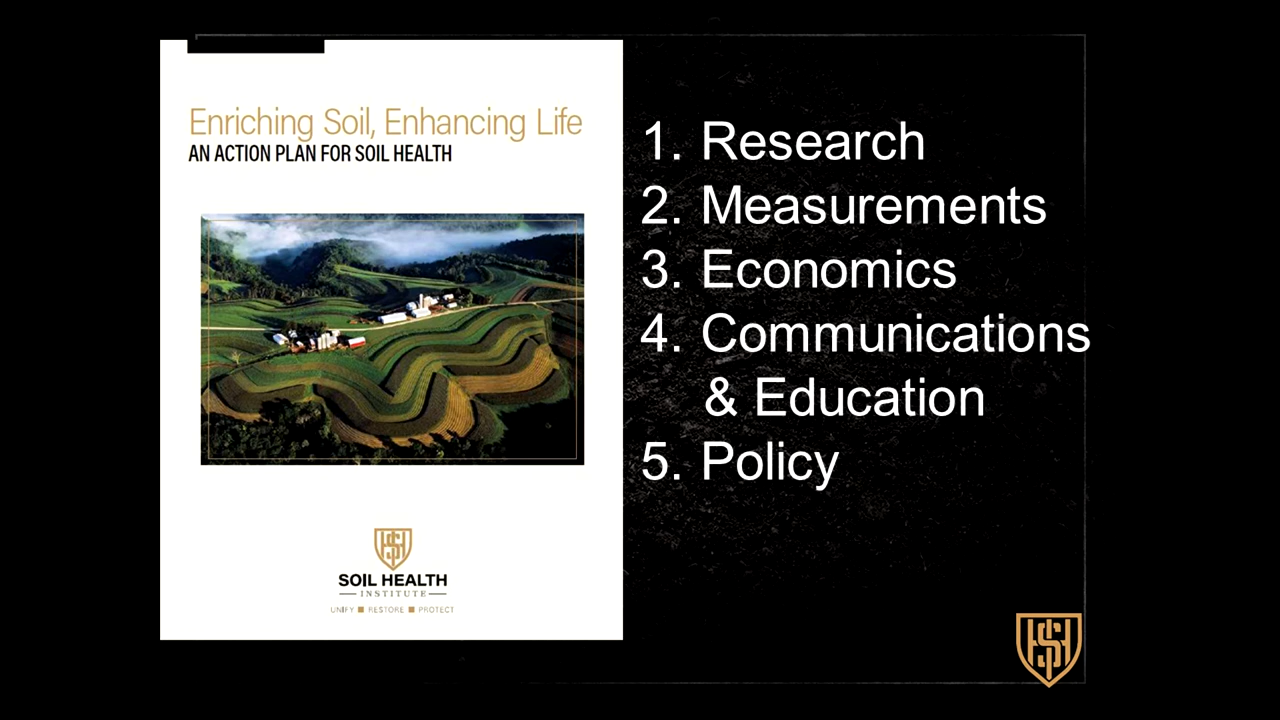 Enriching Soil, Enhancing Life
AN ACTION PLAN FOR SOIL HEALTH
SOIL HEALTH
INSTITUTE
UNIFY ■ RESTORE ■ PROTECT
1. Research
2. Measurements
3. Economics
4. Communications
& Education
5. Policy